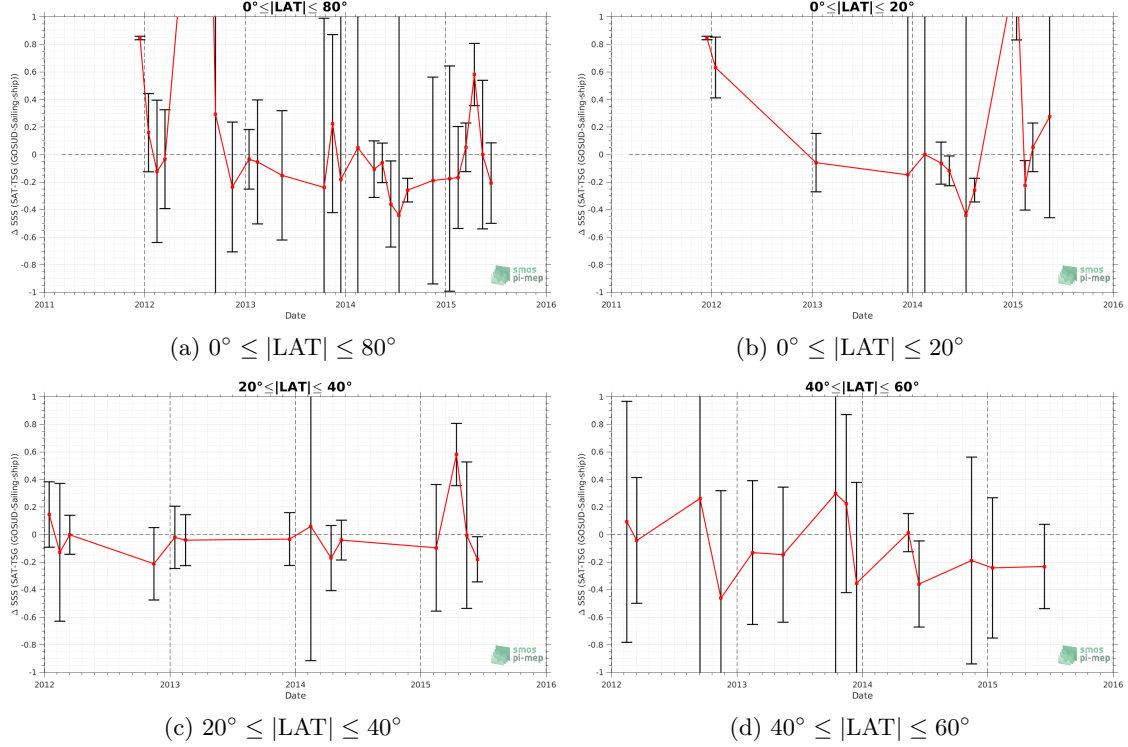 0°≤|LAT|≤ 80°
Δ SSS (SAT-TSG (GOSUD-Sailing-ship))
1
0.8
0.6
0.4
0.2
0
-0.2
-0.4
-0.6
-0.8
-1
2011
2012
2013
2014
2015
2016
Date
smos
pi-mep
(a) 0° ≤ |LAT| ≤ 80°
0°≤|LAT|≤ 20°
Δ SSS (SAT-TSG (GOSUD-Sailing-ship))
1
0.8
0.6
0.4
0.2
0
-0.2
-0.4
-0.6
-0.8
-1
2011
2012
2013
2014
2015
2016
Date
smos
pi-mep
(b) 0° ≤ |LAT| ≤ 20°
20°≤|LAT|≤ 40°
Δ SSS (SAT-TSG (GOSUD-Sailing-ship))
1
0.8
0.6
0.4
0.2
0
-0.2
-0.4
-0.6
-0.8
-1
2012
2013
2014
2015
2016
Date
smos
pi-mep
(c) 20° ≤ |LAT| ≤ 40°
40°≤|LAT|≤ 60°
Δ SSS (SAT-TSG (GOSUD-Sailing-ship))
1
0.8
0.6
0.4
0.2
0
-0.2
-0.4
-0.6
-0.8
-1
2012
2013
2014
2015
2016
Date
smos
pi-mep
(d) 40° ≤ |LAT| ≤ 60°